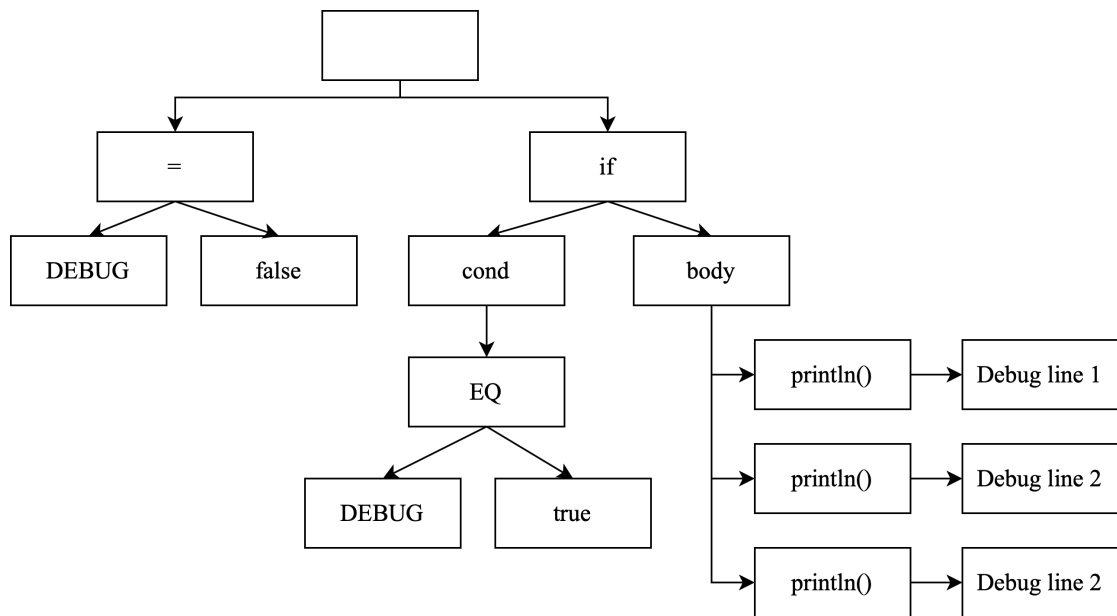 =
if
DEBUG
false
cond
body
println()
Debug line 1
EQ
println()
Debug line 2
DEBUG
true
println()
Debug line 2